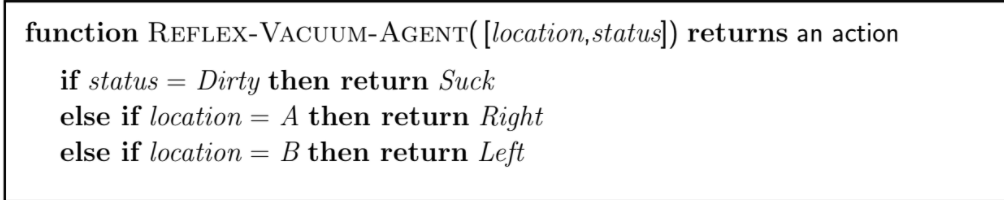 function REFLEX-VACUUM-AGENT([location,status]) returns an action
if status = Dirty then return Suck
else if location = A then return Right
else if location = B then return Left